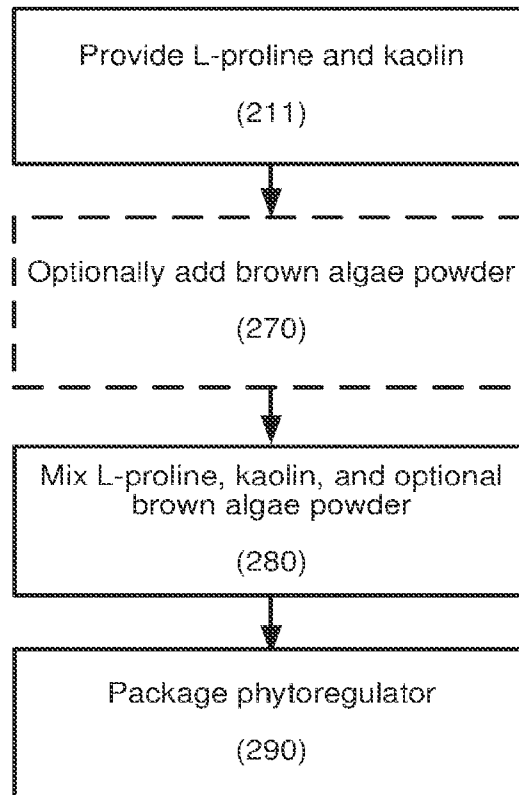 Provide L-proline and kaolin
(211)
Optionally add brown algae powder
(270)
Mix L-proline, kaolin, and optional
brown algae powder
(280)
Package phytoregulator
(290)